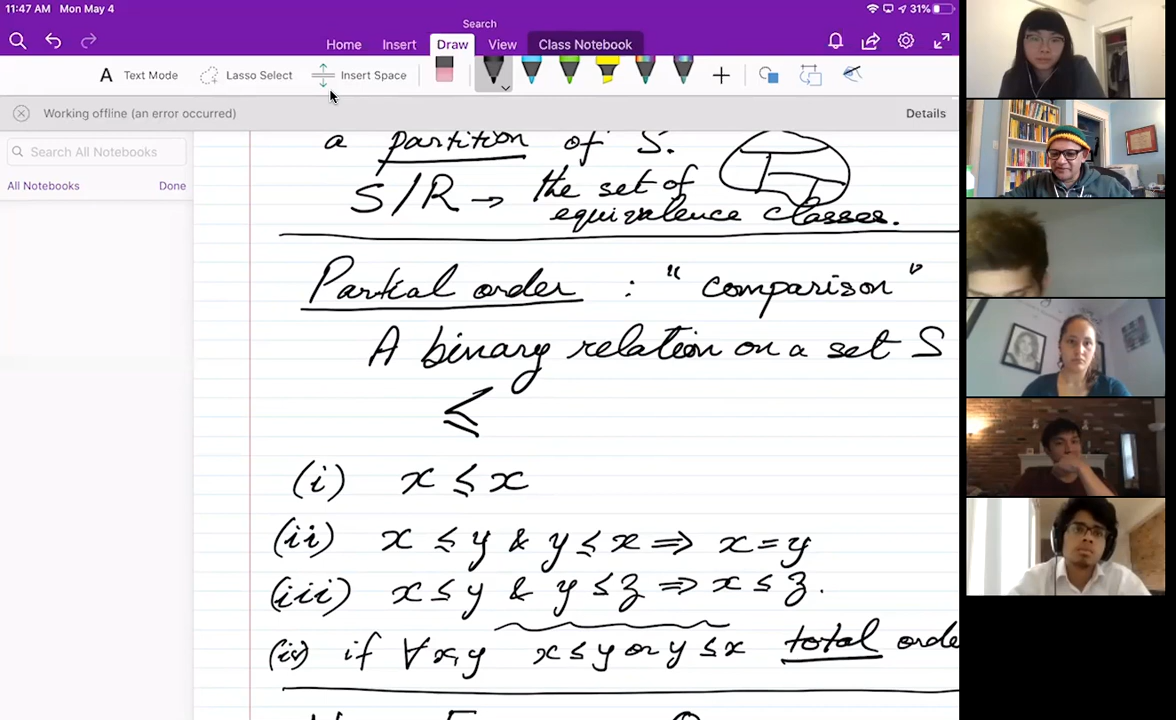 11:47 AM Mon May 4
31%
Search
Home Insert Draw View Class Notebook
A Text Mode Lasso Select Insert Space
Working offline (an error occurred) Details
Search All Notebooks
All Notebooks Done
a partition of S.
S/R → the set of
equivalence classes.
Partial order : "comparison"
A binary relation on a set S
≤
(i) x ≤ x
(ii) x ≤ y & y ≤ x ⇒ x = y
(iii) x ≤ y & y ≤ z ⇒ x ≤ z.
(iv) if ∀x,y x ≤ y or y ≤ x total orde